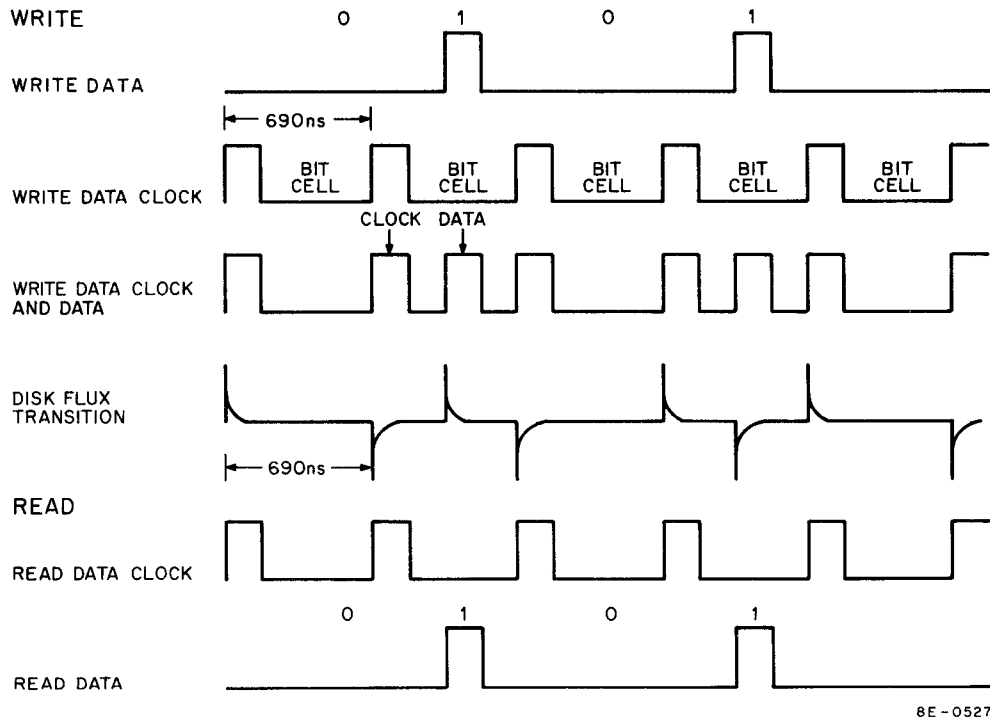 WRITE
0 1 0 1
WRITE DATA
690ns
BIT CELL BIT CELL BIT CELL BIT CELL BIT CELL
WRITE DATA CLOCK
CLOCK DATA
WRITE DATA CLOCK
AND DATA
DISK FLUX
TRANSITION
690ns
READ
READ DATA CLOCK
0 1 0 1
READ DATA
8E-0527